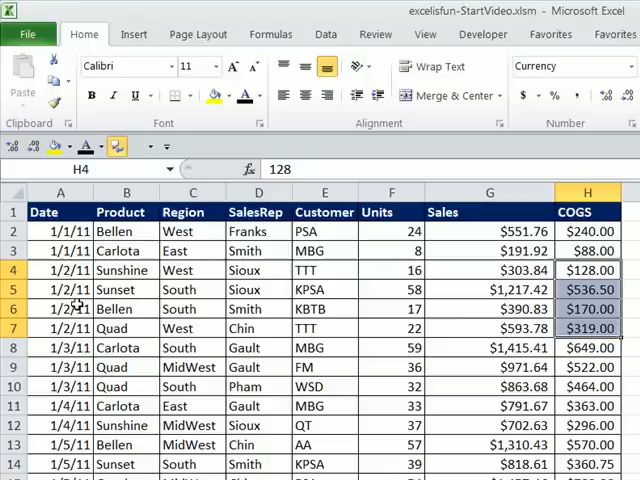 excelisfun-StartVideo.xlsm - Microsoft Excel
File Home Insert Page Layout Formulas Data Review View Developer Favorites Favorites
Paste Calibri 11 A A Wrap Text Currency
B I U A Merge & Center $ % ,
Clipboard Font Alignment Number
H4 fx 128
A B C D E F G H
1 Date Product Region SalesRep Customer Units Sales COGS
2 1/1/11 Bellen West Franks PSA 24 $551.76 $240.00
3 1/1/11 Carlota East Smith MBG 8 $191.92 $88.00
4 1/2/11 Sunshine West Sioux TTT 16 $303.84 $128.00
5 1/2/11 Sunset South Sioux KPSA 58 $1,217.42 $536.50
6 1/2/11 Bellen South Smith KBTB 17 $390.83 $170.00
7 1/2/11 Quad West Chin TTT 22 $593.78 $319.00
8 1/3/11 Carlota South Gault MBG 59 $1,415.41 $649.00
9 1/3/11 Quad MidWest Gault FM 36 $971.64 $522.00
10 1/3/11 Quad South Pham WSD 32 $863.68 $464.00
11 1/4/11 Carlota East Gault MBG 33 $791.67 $363.00
12 1/4/11 Sunshine MidWest Sioux QT 37 $702.63 $296.00
13 1/5/11 Bellen MidWest Chin AA 57 $1,310.43 $570.00
14 1/5/11 Sunset South Smith KPSA 39 $818.61 $360.75